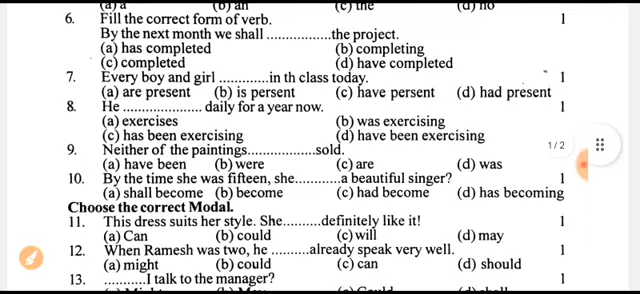 (a) a (b) an (c) the (d) no
6. Fill the correct form of verb. 1
By the next month we shall ................the project.
(a) has completed (b) completing
(c) completed (d) have completed
7. Every boy and girl .............in th class today. 1
(a) are present (b) is persent (c) have persent (d) had present
8. He ..................... daily for a year now. 1
(a) exercises (b) was exercising
(c) has been exercising (d) have been exercising
9. Neither of the paintings.................sold. 1/2
(a) have been (b) were (c) are (d) was
10. By the time she was fifteen, she...........a beautiful singer? 1
(a) shall become (b) become (c) had become (d) has becoming
Choose the correct Modal.
11. This dress suits her style. She..........definitely like it! 1
(a) Can (b) could (c) will (d) may
12. When Ramesh was two, he ..........already speak very well. 1
(a) might (b) could (c) can (d) should
13. ...........I talk to the manager? 1